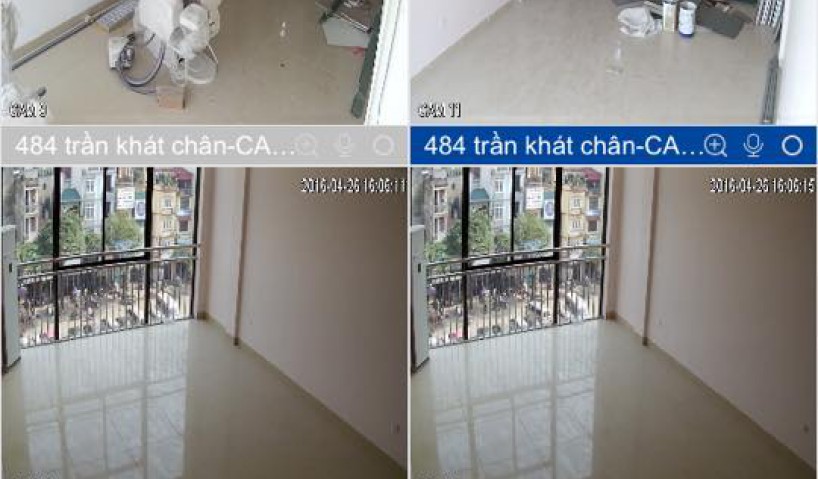 CAM 9
CAM 11
484 trần khát chân-CA...
484 trần khát chân-CA...
2016-04-26 16:06:11
2016-04-26 16:06:15